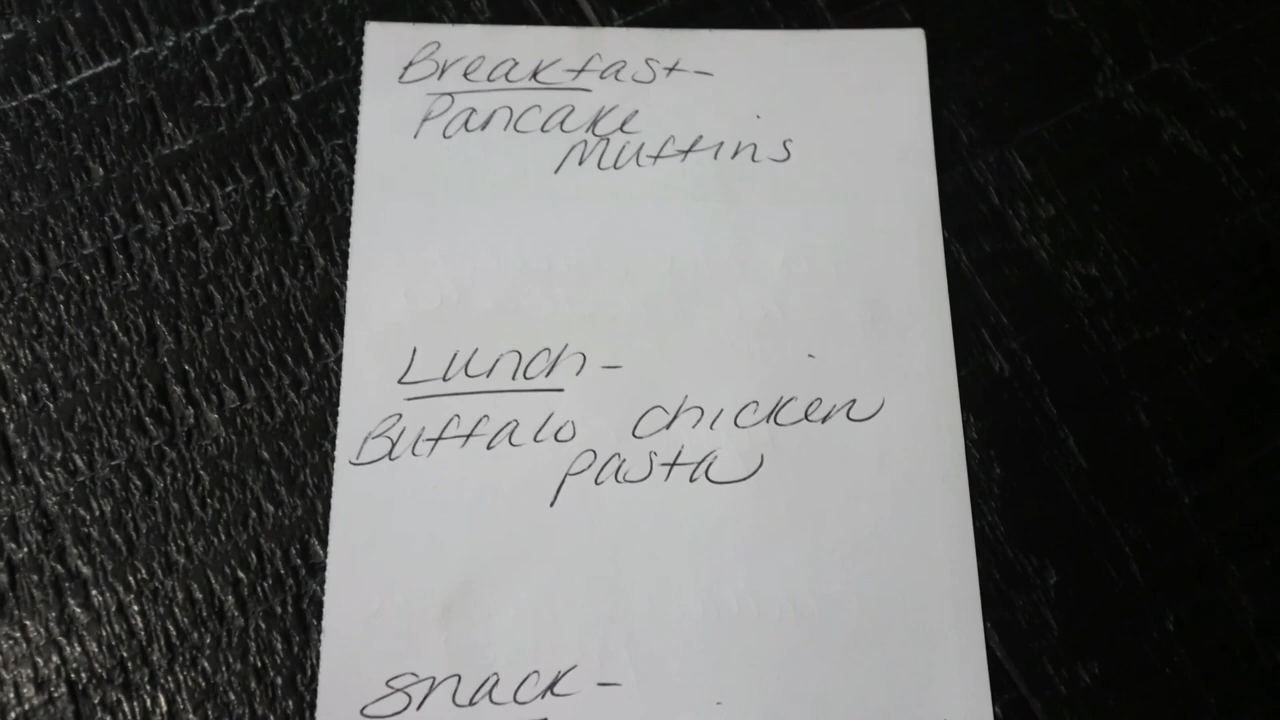 Breakfast-
Pancake
Muffins
Lunch-
Buffalo chicken
pasta
Snack-